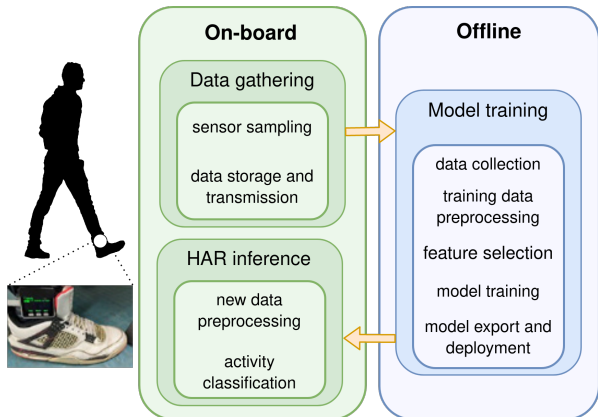 On-board
Data gathering
sensor sampling
data storage and
transmission
HAR inference
new data
preprocessing
activity
classification
Offline
Model training
data collection
training data
preprocessing
feature selection
model training
model export and
deployment